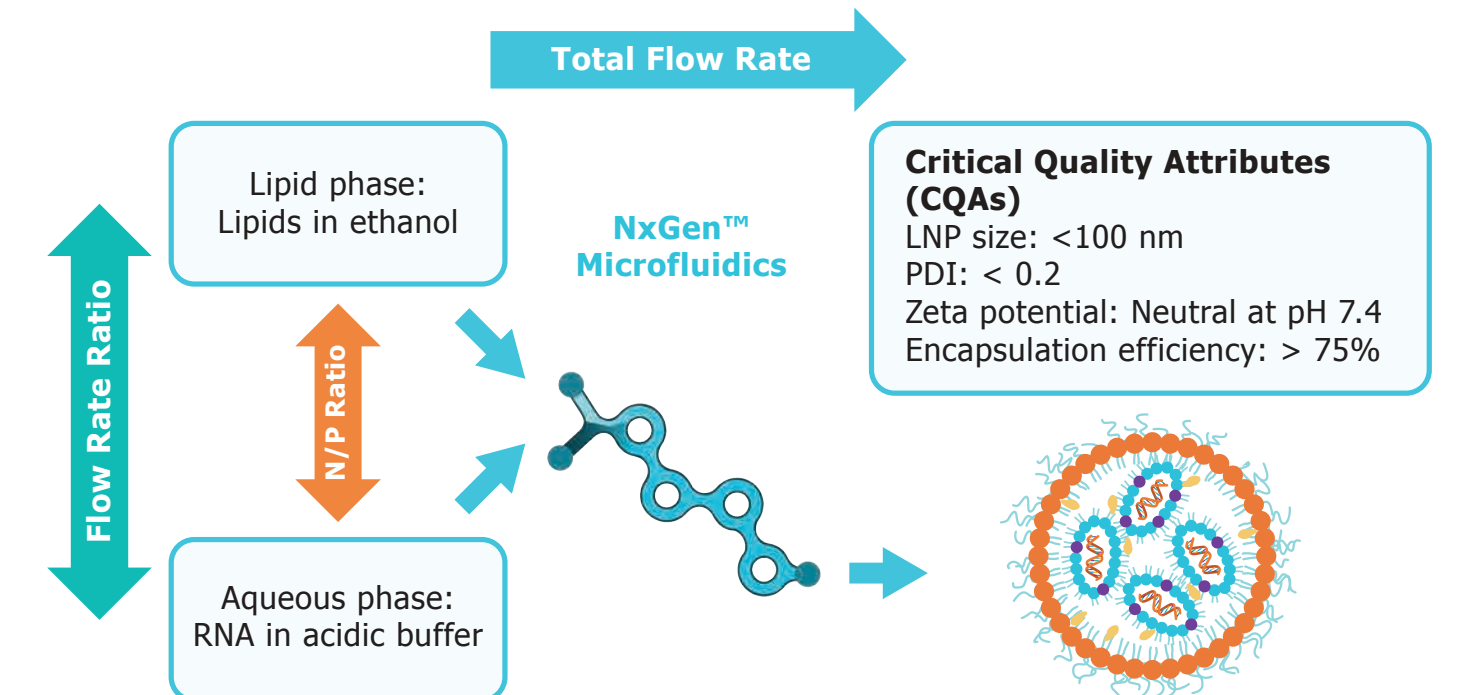 Total Flow Rate
Lipid phase:
Lipids in ethanol
NxGen™
Microfluidics
Critical Quality Attributes
(CQAs)
LNP size: <100 nm
PDI: < 0.2
Zeta potential: Neutral at pH 7.4
Encapsulation efficiency: > 75%
Flow Rate Ratio
N/P Ratio
Aqueous phase:
RNA in acidic buffer